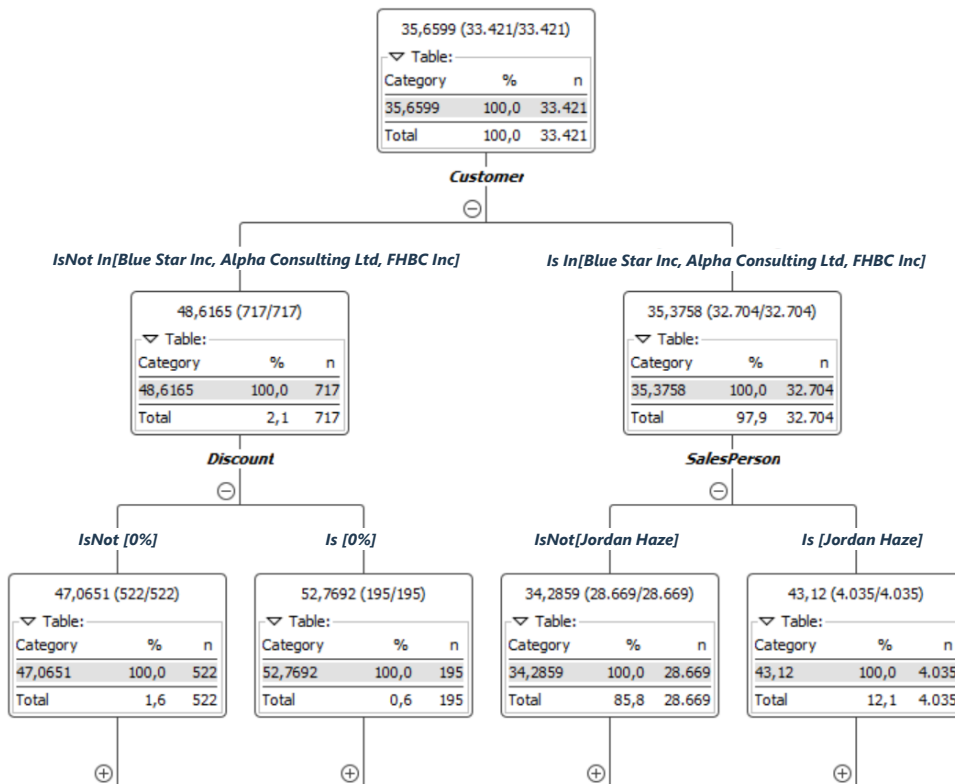 35,6599 (33.421/33.421)
Table:
Category % n
35,6599 100,0 33.421
Total 100,0 33.421
Customer
IsNot In[Blue Star Inc, Alpha Consulting Ltd, FHBC Inc]
Is In[Blue Star Inc, Alpha Consulting Ltd, FHBC Inc]
48,6165 (717/717)
Table:
Category % n
48,6165 100,0 717
Total 2,1 717
Discount
35,3758 (32.704/32.704)
Table:
Category % n
35,3758 100,0 32.704
Total 97,9 32.704
SalesPerson
IsNot [0%]
Is [0%]
IsNot[Jordan Haze]
Is [Jordan Haze]
47,0651 (522/522)
Table:
Category % n
47,0651 100,0 522
Total 1,6 522
52,7692 (195/195)
Table:
Category % n
52,7692 100,0 195
Total 0,6 195
34,2859 (28.669/28.669)
Table:
Category % n
34,2859 100,0 28.669
Total 85,8 28.669
43,12 (4.035/4.035)
Table:
Category % n
43,12 100,0 4.035
Total 12,1 4.035